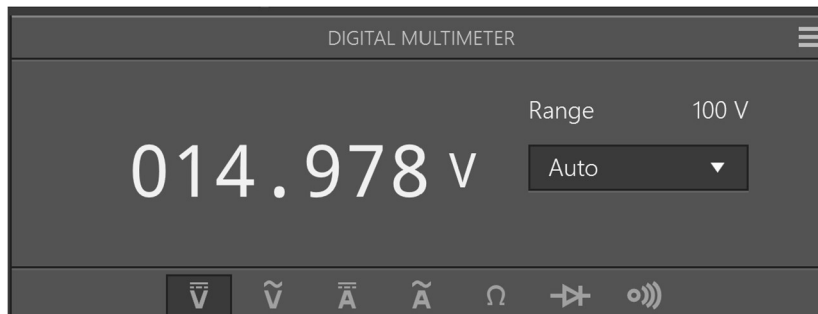 DIGITAL MULTIMETER
Range 100 V
014.978 V
Auto
V V A A Ω